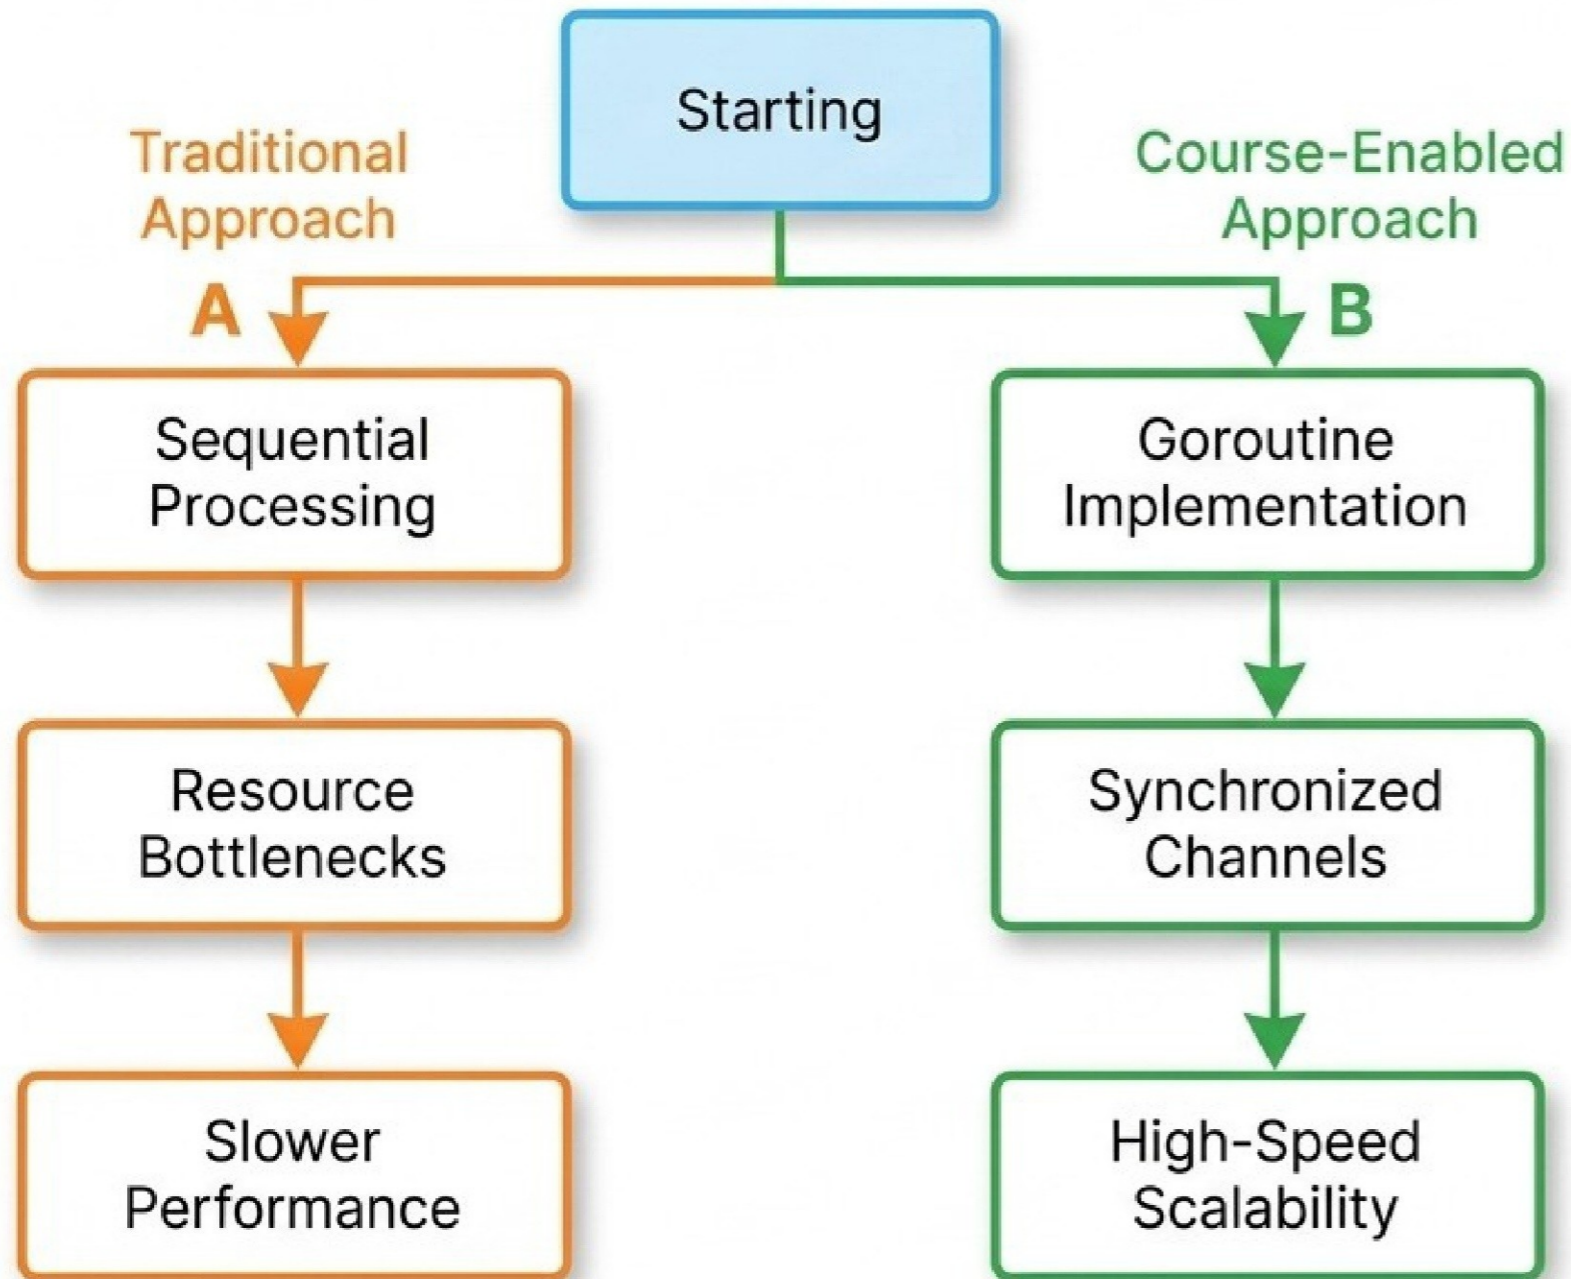 Starting
Traditional
Approach
A
Course-Enabled
Approach
B
Sequential
Processing
Goroutine
Implementation
Resource
Bottlenecks
Synchronized
Channels
Slower
Performance
High-Speed
Scalability